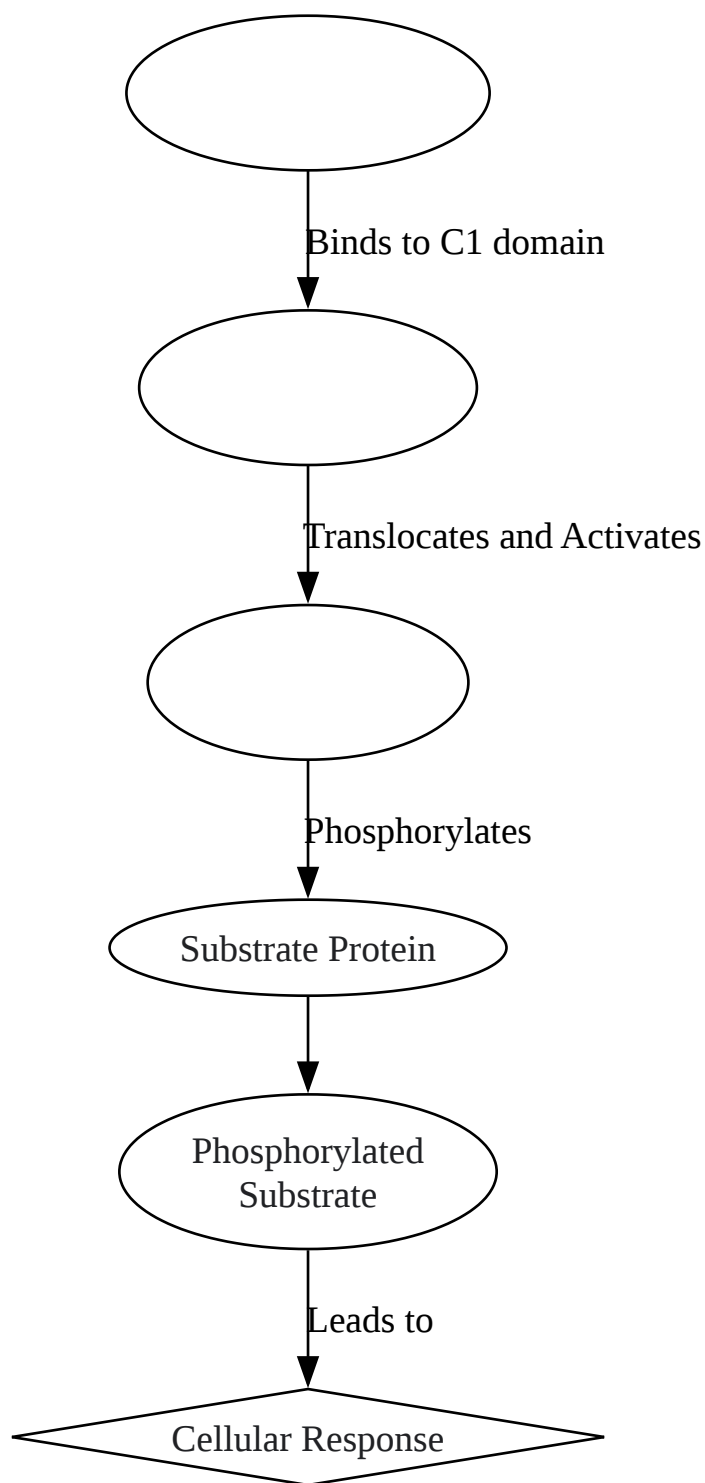 Binds to C1 domain
Translocates and Activates
Phosphorylates
Substrate Protein
Phosphorylated
Substrate
Leads to
Cellular Response